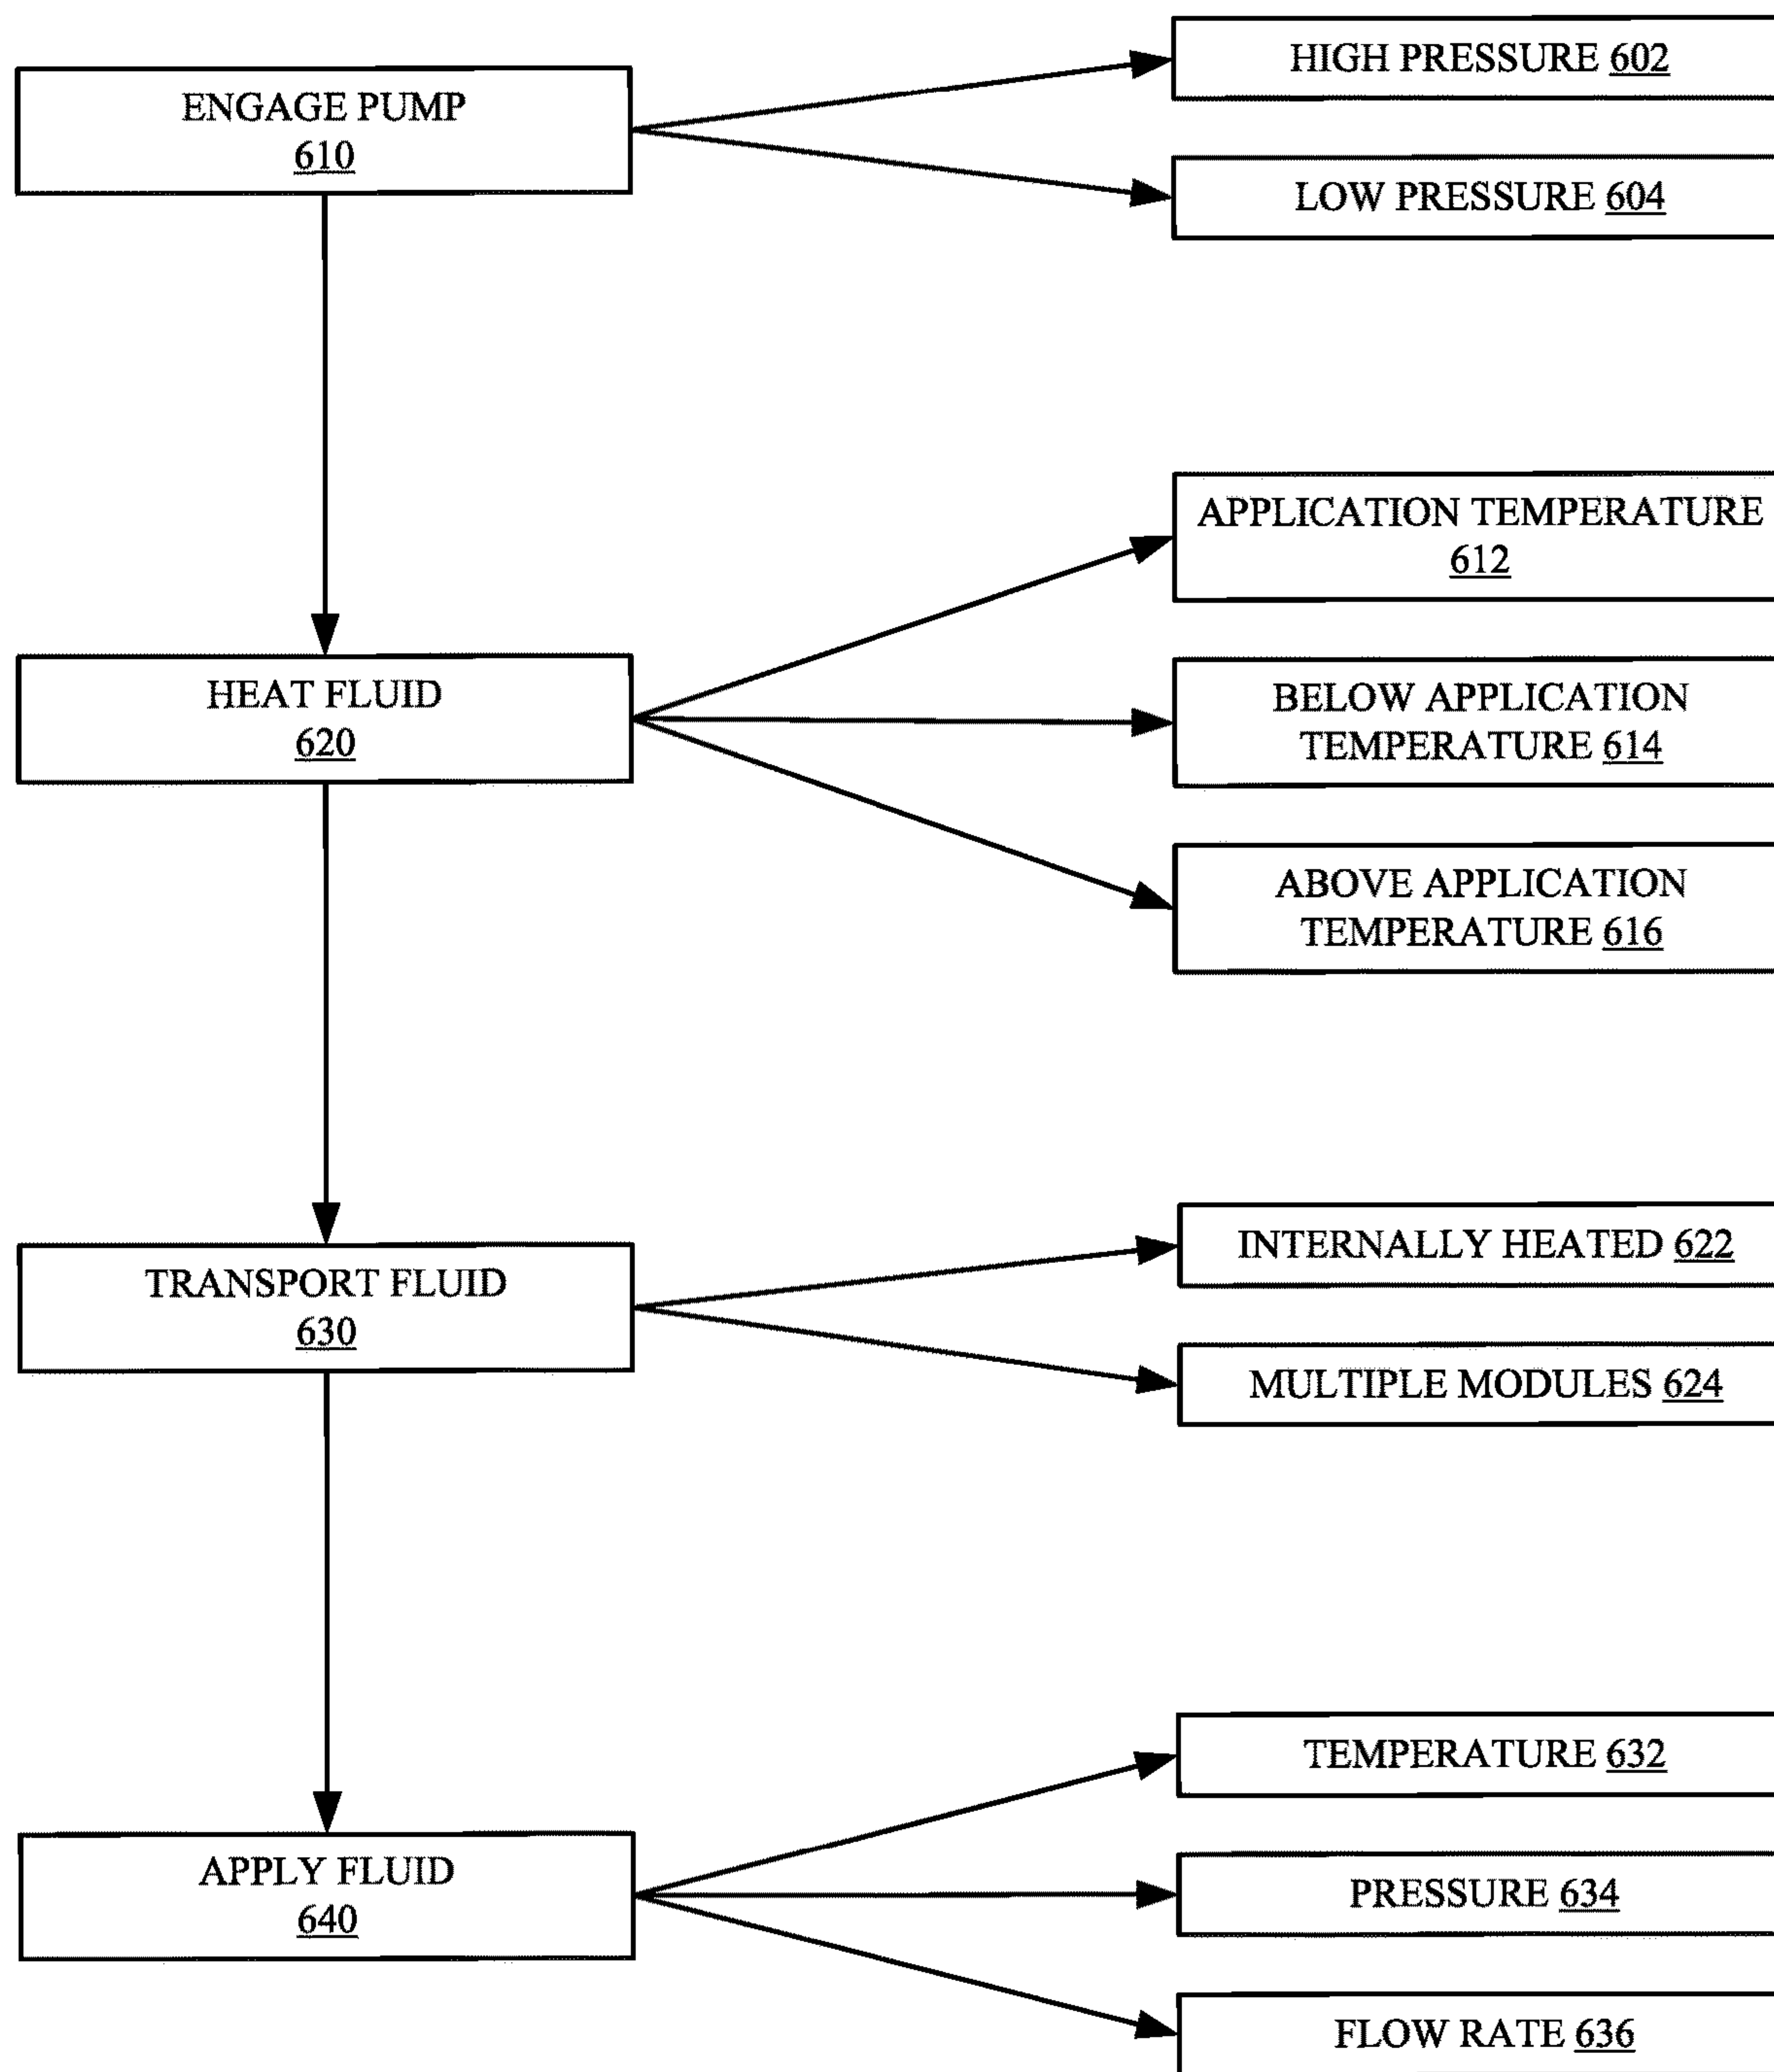 ENGAGE PUMP
610
HIGH PRESSURE 602
LOW PRESSURE 604
HEAT FLUID
620
APPLICATION TEMPERATURE
612
BELOW APPLICATION
TEMPERATURE 614
ABOVE APPLICATION
TEMPERATURE 616
TRANSPORT FLUID
630
INTERNALLY HEATED 622
MULTIPLE MODULES 624
APPLY FLUID
640
TEMPERATURE 632
PRESSURE 634
FLOW RATE 636